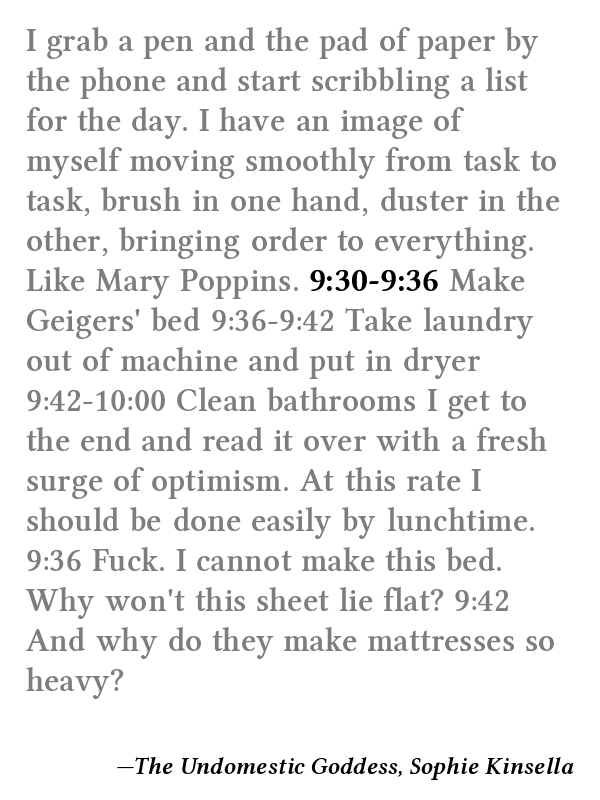 I grab a pen and the pad of paper by
the phone and start scribbling a list
for the day. I have an image of
myself moving smoothly from task to
task, brush in one hand, duster in the
other, bringing order to everything.
Like Mary Poppins. 9:30-9:36 Make
Geigers' bed 9:36-9:42 Take laundry
out of machine and put in dryer
9:42-10:00 Clean bathrooms I get to
the end and read it over with a fresh
surge of optimism. At this rate I
should be done easily by lunchtime.
9:36 Fuck. I cannot make this bed.
Why won't this sheet lie flat? 9:42
And why do they make mattresses so
heavy?
—The Undomestic Goddess, Sophie Kinsella